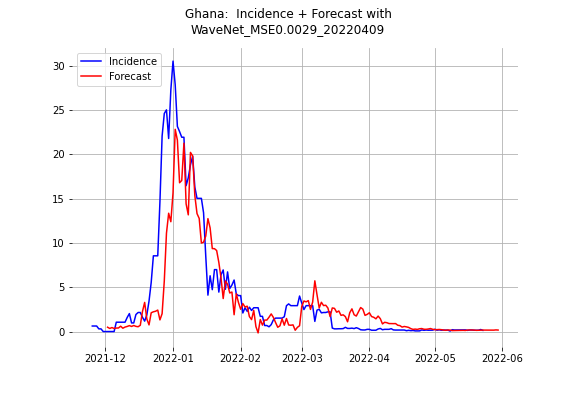 Ghana:  Incidence + Forecast with
WaveNet_MSE0.0029_20220409
Incidence
Forecast
30
25
20
15
10
5
0
2021-12 2022-01 2022-02 2022-03 2022-04 2022-05 2022-06